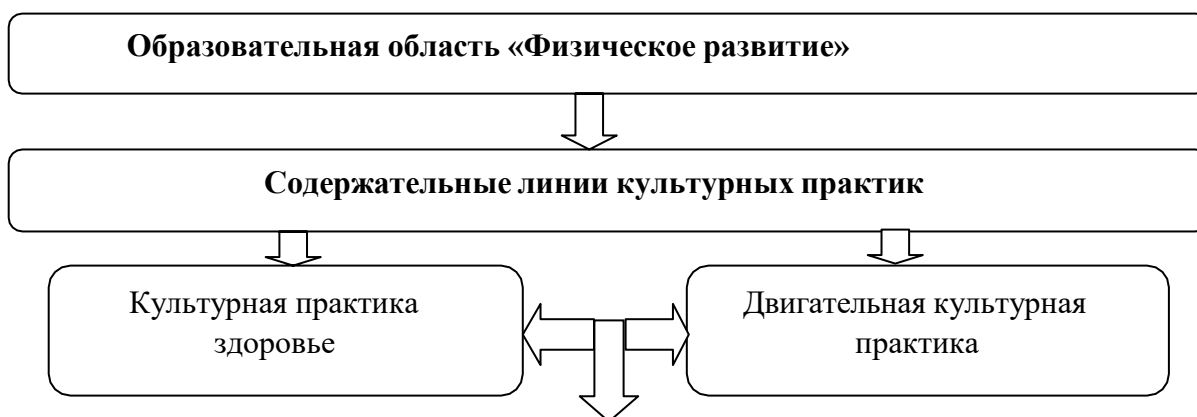 Образовательная область «Физическое развитие»
Содержательные линии культурных практик
Культурная практика
здоровье
Двигательная культурная
практика